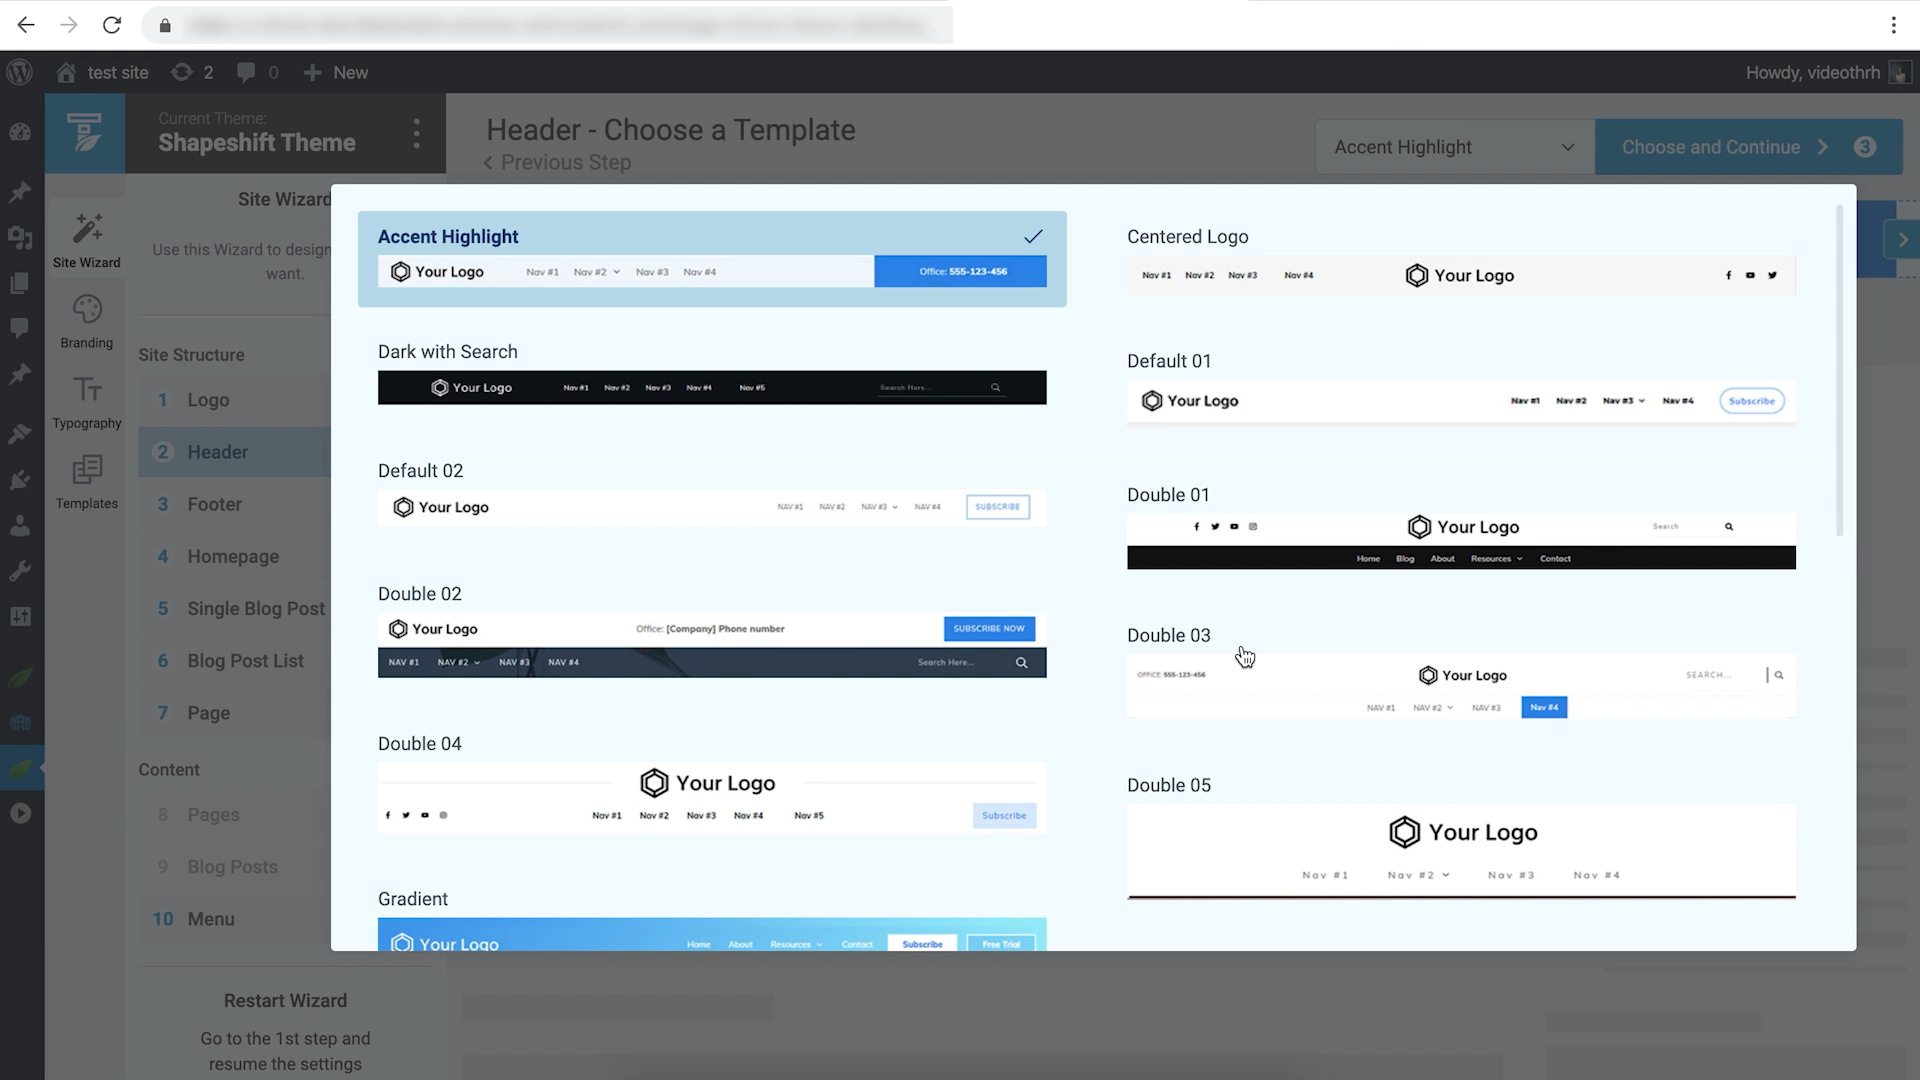 test site
2
0
New
Howdy, videothrh
Current Theme:
Shapeshift Theme
Header - Choose a Template
Previous Step
Accent Highlight
Choose and Continue
3
Site Wizard
Branding
Typography
Templates
Site Wizard
Use this Wizard to design
want.
Site Structure
1 Logo
2 Header
3 Footer
4 Homepage
5 Single Blog Post
6 Blog Post List
7 Page
Content
8 Pages
9 Blog Posts
10 Menu
Restart Wizard
Go to the 1st step and
resume the settings
Accent Highlight
Your Logo Nav #1 Nav #2 Nav #3 Nav #4 Office: 555-123-456
Centered Logo
Nav #1 Nav #2 Nav #3 Nav #4 Your Logo
Dark with Search
Your Logo Nav #1 Nav #2 Nav #3 Nav #4 Nav #5 Search Here...
Default 01
Your Logo Nav #1 Nav #2 Nav #3 Nav #4 Subscribe
Default 02
Your Logo NAV #1 NAV #2 NAV #3 NAV #4 SUBSCRIBE
Double 01
Your Logo Search
Home Blog About Resources Contact
Double 02
Your Logo Office: [Company] Phone number SUBSCRIBE NOW
NAV #1 NAV #2 NAV #3 NAV #4 Search Here...
Double 03
OFFICE: 555-123-456 Your Logo SEARCH...
NAV #1 NAV #2 NAV #3 Nav #4
Double 04
Your Logo
Nav #1 Nav #2 Nav #3 Nav #4 Nav #5 Subscribe
Double 05
Your Logo
Nav #1 Nav #2 Nav #3 Nav #4
Gradient
Your Logo Home About Resources Contact Subscribe Free Trial